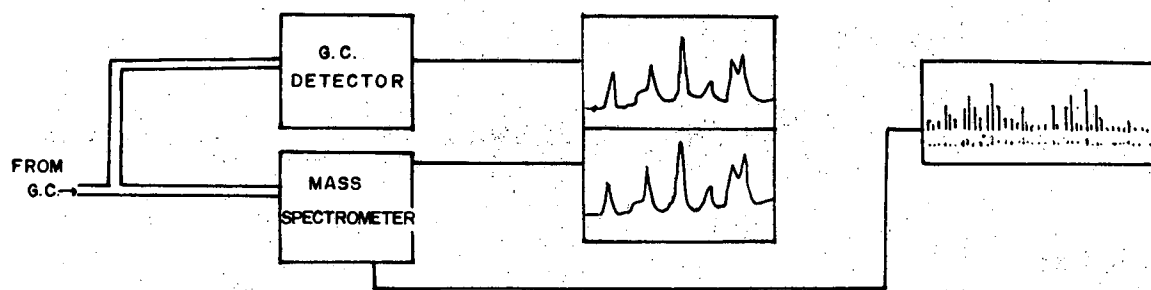 G.C.
DETECTOR
FROM
G.C.
MASS
SPECTROMETER